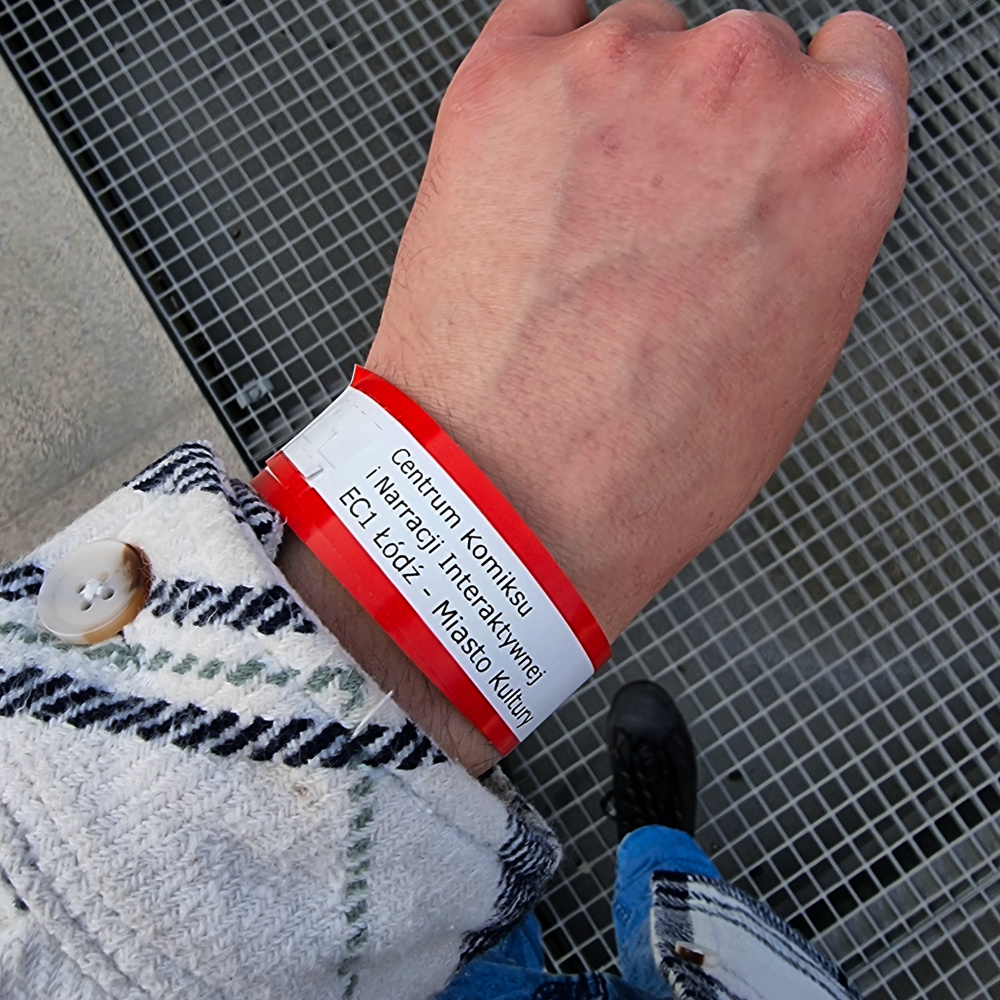 Centrum Komiksu
i Narracji Interaktywnej
EC1 Łódź - Miasto Kultury